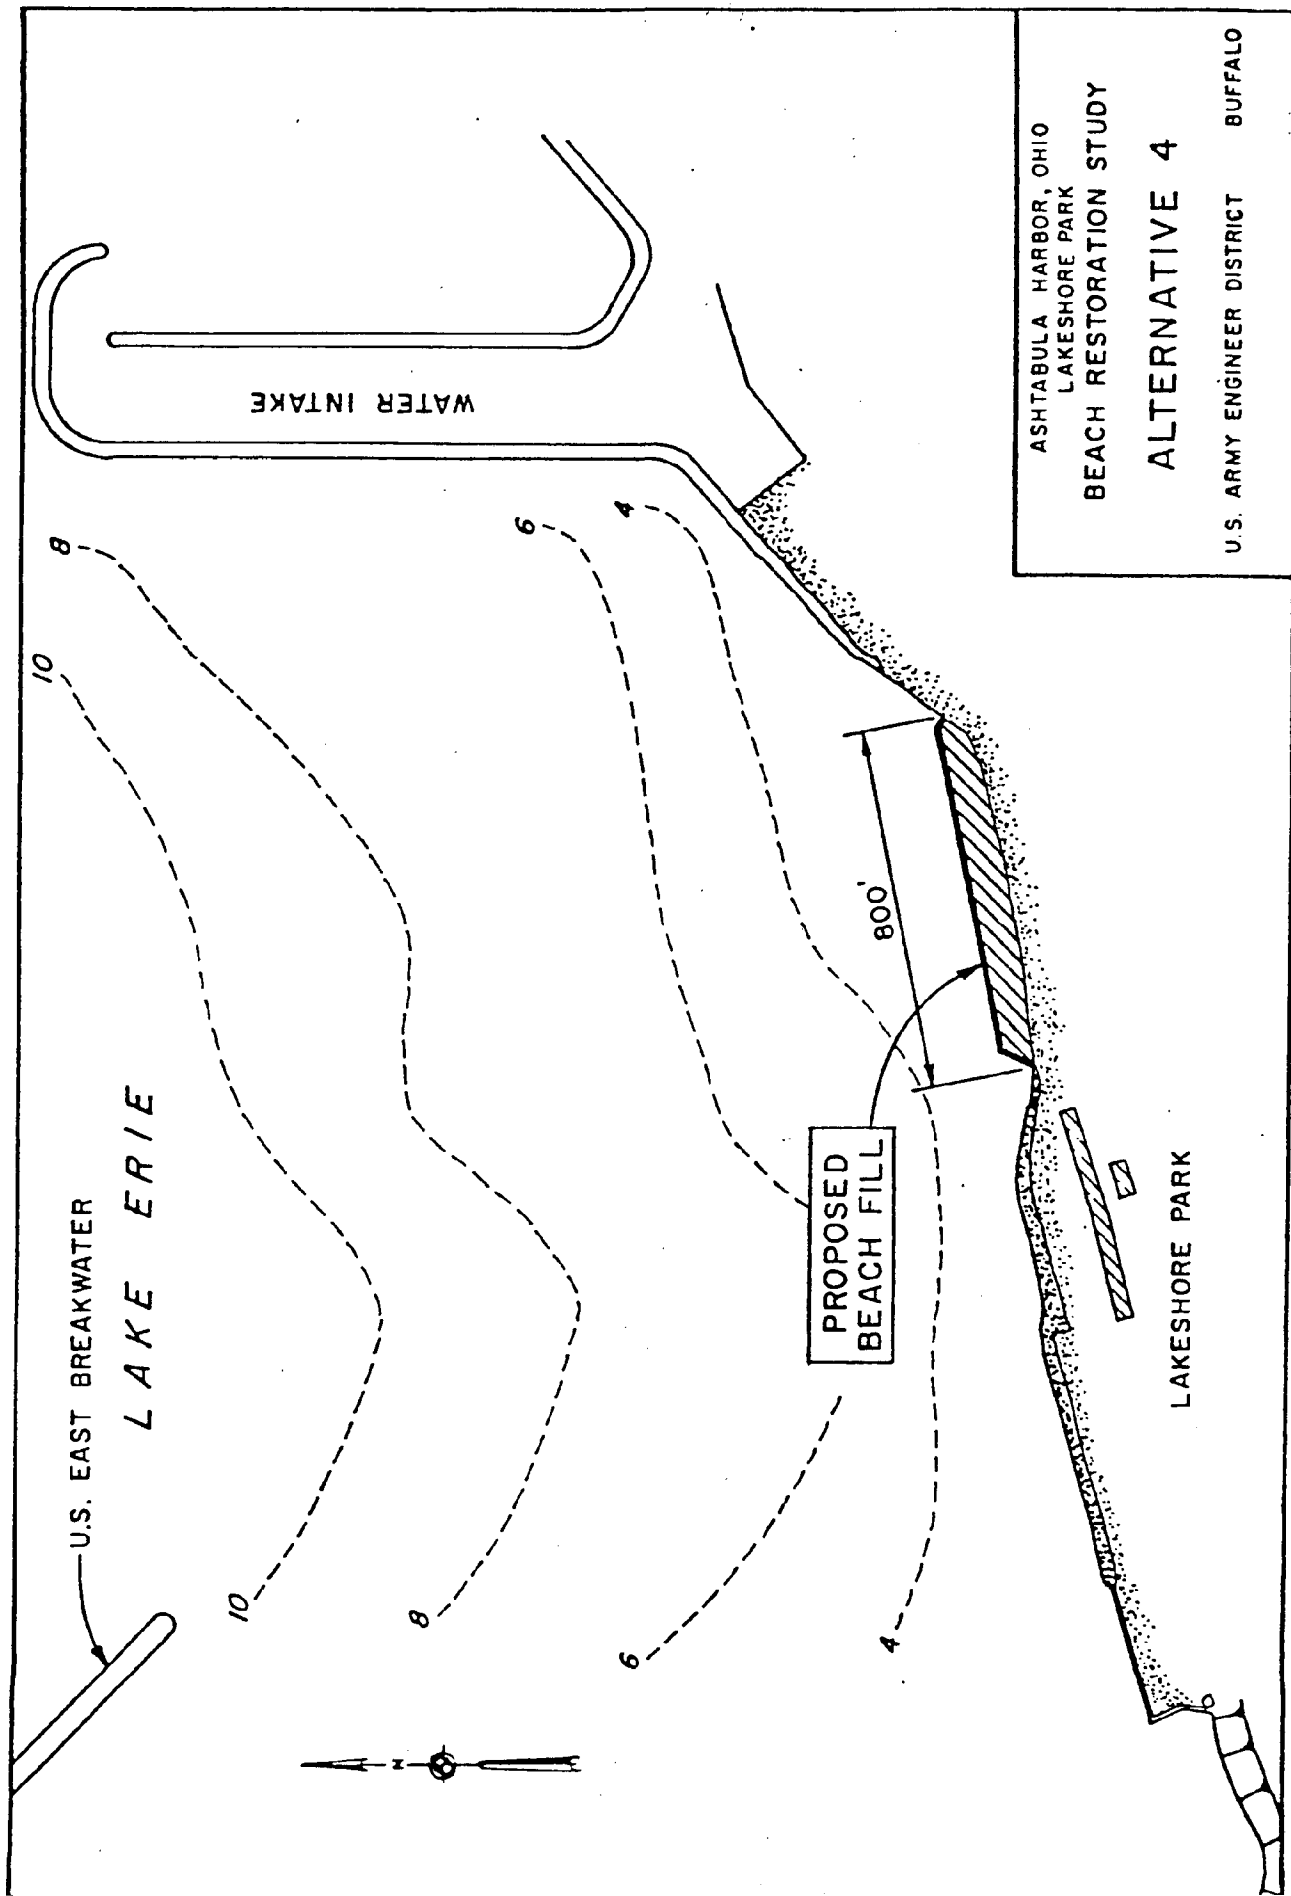 U.S. EAST BREAKWATER
LAKE ERIE
10
8
10
8
6
4
6
4
WATER INTAKE
N
800'
PROPOSED
BEACH FILL
LAKESHORE PARK
ASHTABULA HARBOR, OHIO
LAKESHORE PARK
BEACH RESTORATION STUDY
ALTERNATIVE 4
U.S. ARMY ENGINEER DISTRICT BUFFALO